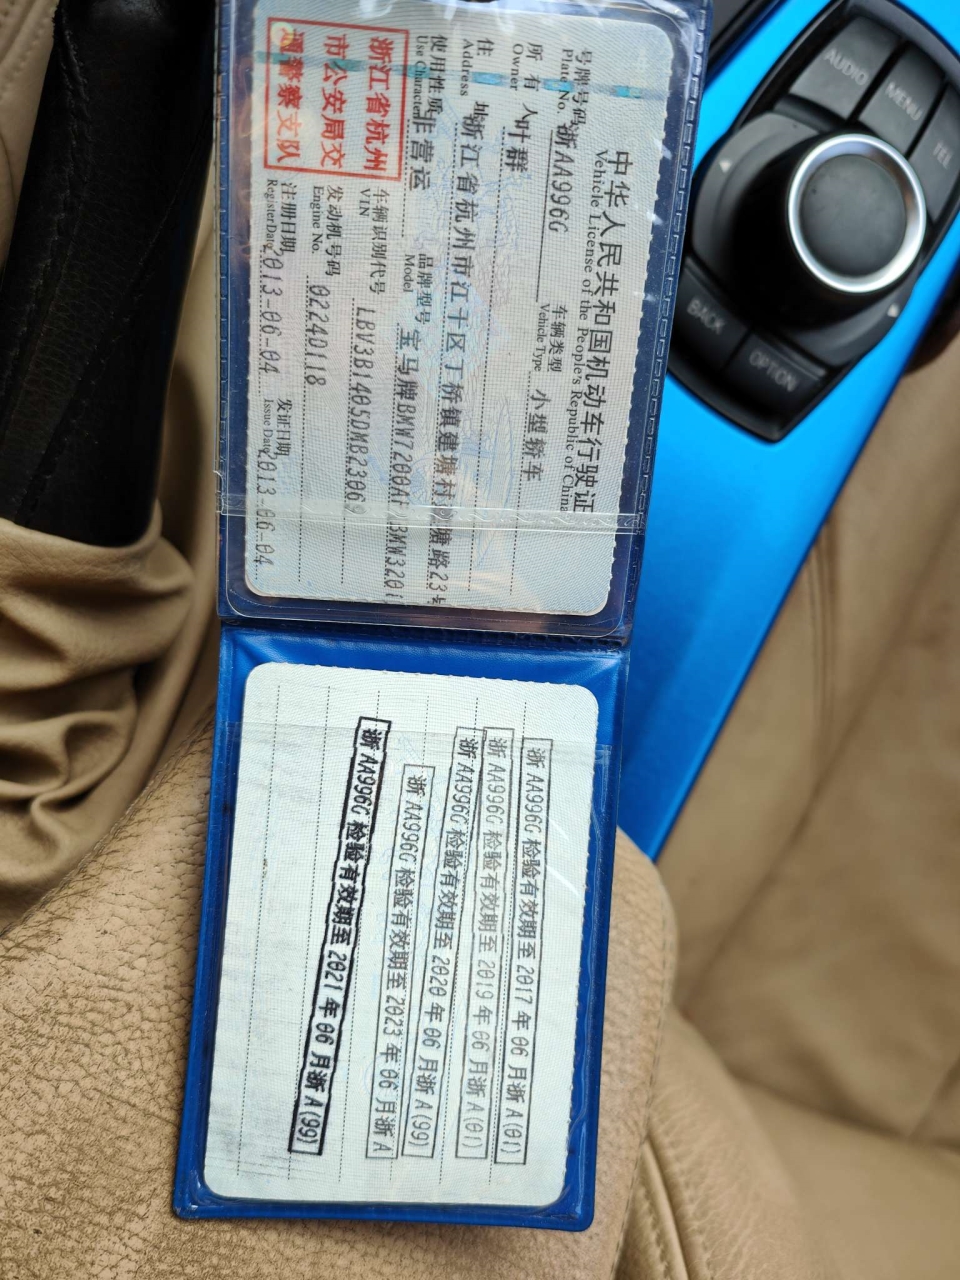 中华人民共和国机动车行驶证
Vehicle License of the People's Republic of China
号牌号码 浙AA996G 车辆类型 小型轿车
Plate No. Vehicle Type
所有人 叶群
Owner
住址 浙江省杭州市江干区丁桥镇建塘村沿塘路23号
Address
使用性质 非营运 品牌型号 宝马牌BMW7200A
Use Character Model
浙江省杭州
市公安局交
通警察支队
车辆识别代号 LBV3B1405DMB23069
VIN
发动机号码 0224D118
Engine No.
注册日期 2013-06-04 发证日期 2013-06-04
Register Date Issue Date
浙AA996G 检验有效期至 2017 年 06 月浙 A(01)
浙AA996G 检验有效期至 2019 年 06 月浙 A(01)
浙AA996G 检验有效期至 2020 年 06 月浙 A(99)
浙AA996G 检验有效期至 2023 年 06 月浙 A
浙AA996G 检验有效期至 2021 年 06 月浙 A(99)
AUDIO
MENU
TEL
BACK
OPTION